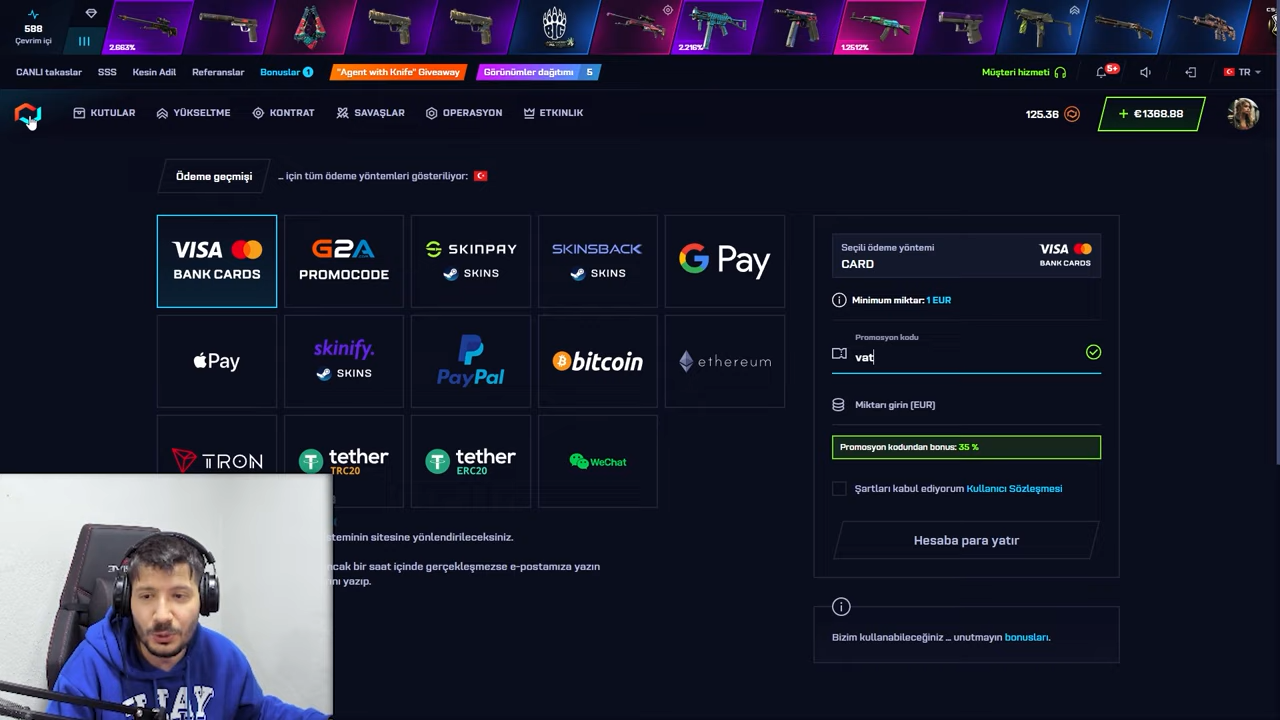 588
Çevrim içi
2.663%
2.216%
1.2512%
CANLI takaslar
SSS
Kesin Adil
Referanslar
Bonuslar 1
"Agent with Knife" Giveaway
Görünümler dağıtımı 5
Müşteri hizmeti
5+
TR
KUTULAR
YÜKSELTME
KONTRAT
SAVAŞLAR
OPERASYON
ETKINLIK
125.36
+ €1368.88
Ödeme geçmişi
... için tüm ödeme yöntemleri gösteriliyor:
VISA
BANK CARDS
G2A
PROMOCODE
SKINPAY
SKINS
SKINSBACK
SKINS
G Pay
Pay
skinify.
SKINS
PayPal
bitcoin
ethereum
TRON
tether
TRC20
tether
ERC20
WeChat
steminin sitesine yönlendirileceksiniz.
ncak bir saat içinde gerçekleşmezse e-postamıza yazın
nı yazıp.
Seçili ödeme yöntemi
CARD
VISA
BANK CARDS
Minimum miktar: 1 EUR
Promosyon kodu
vat
Miktarı girin (EUR)
Promosyon kodundan bonus: 35 %
Şartları kabul ediyorum Kullanıcı Sözleşmesi
Hesaba para yatır
Bizim kullanabileceğiniz ... unutmayın bonusları.